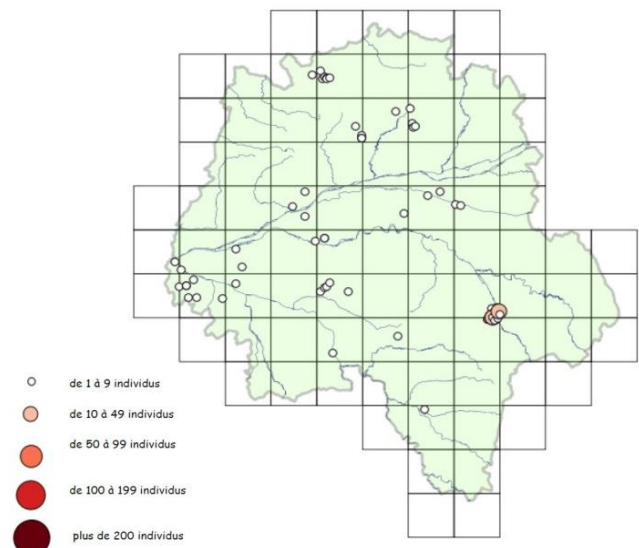 de 1 à 9 individus
de 10 à 49 individus
de 50 à 99 individus
de 100 à 199 individus
plus de 200 individus